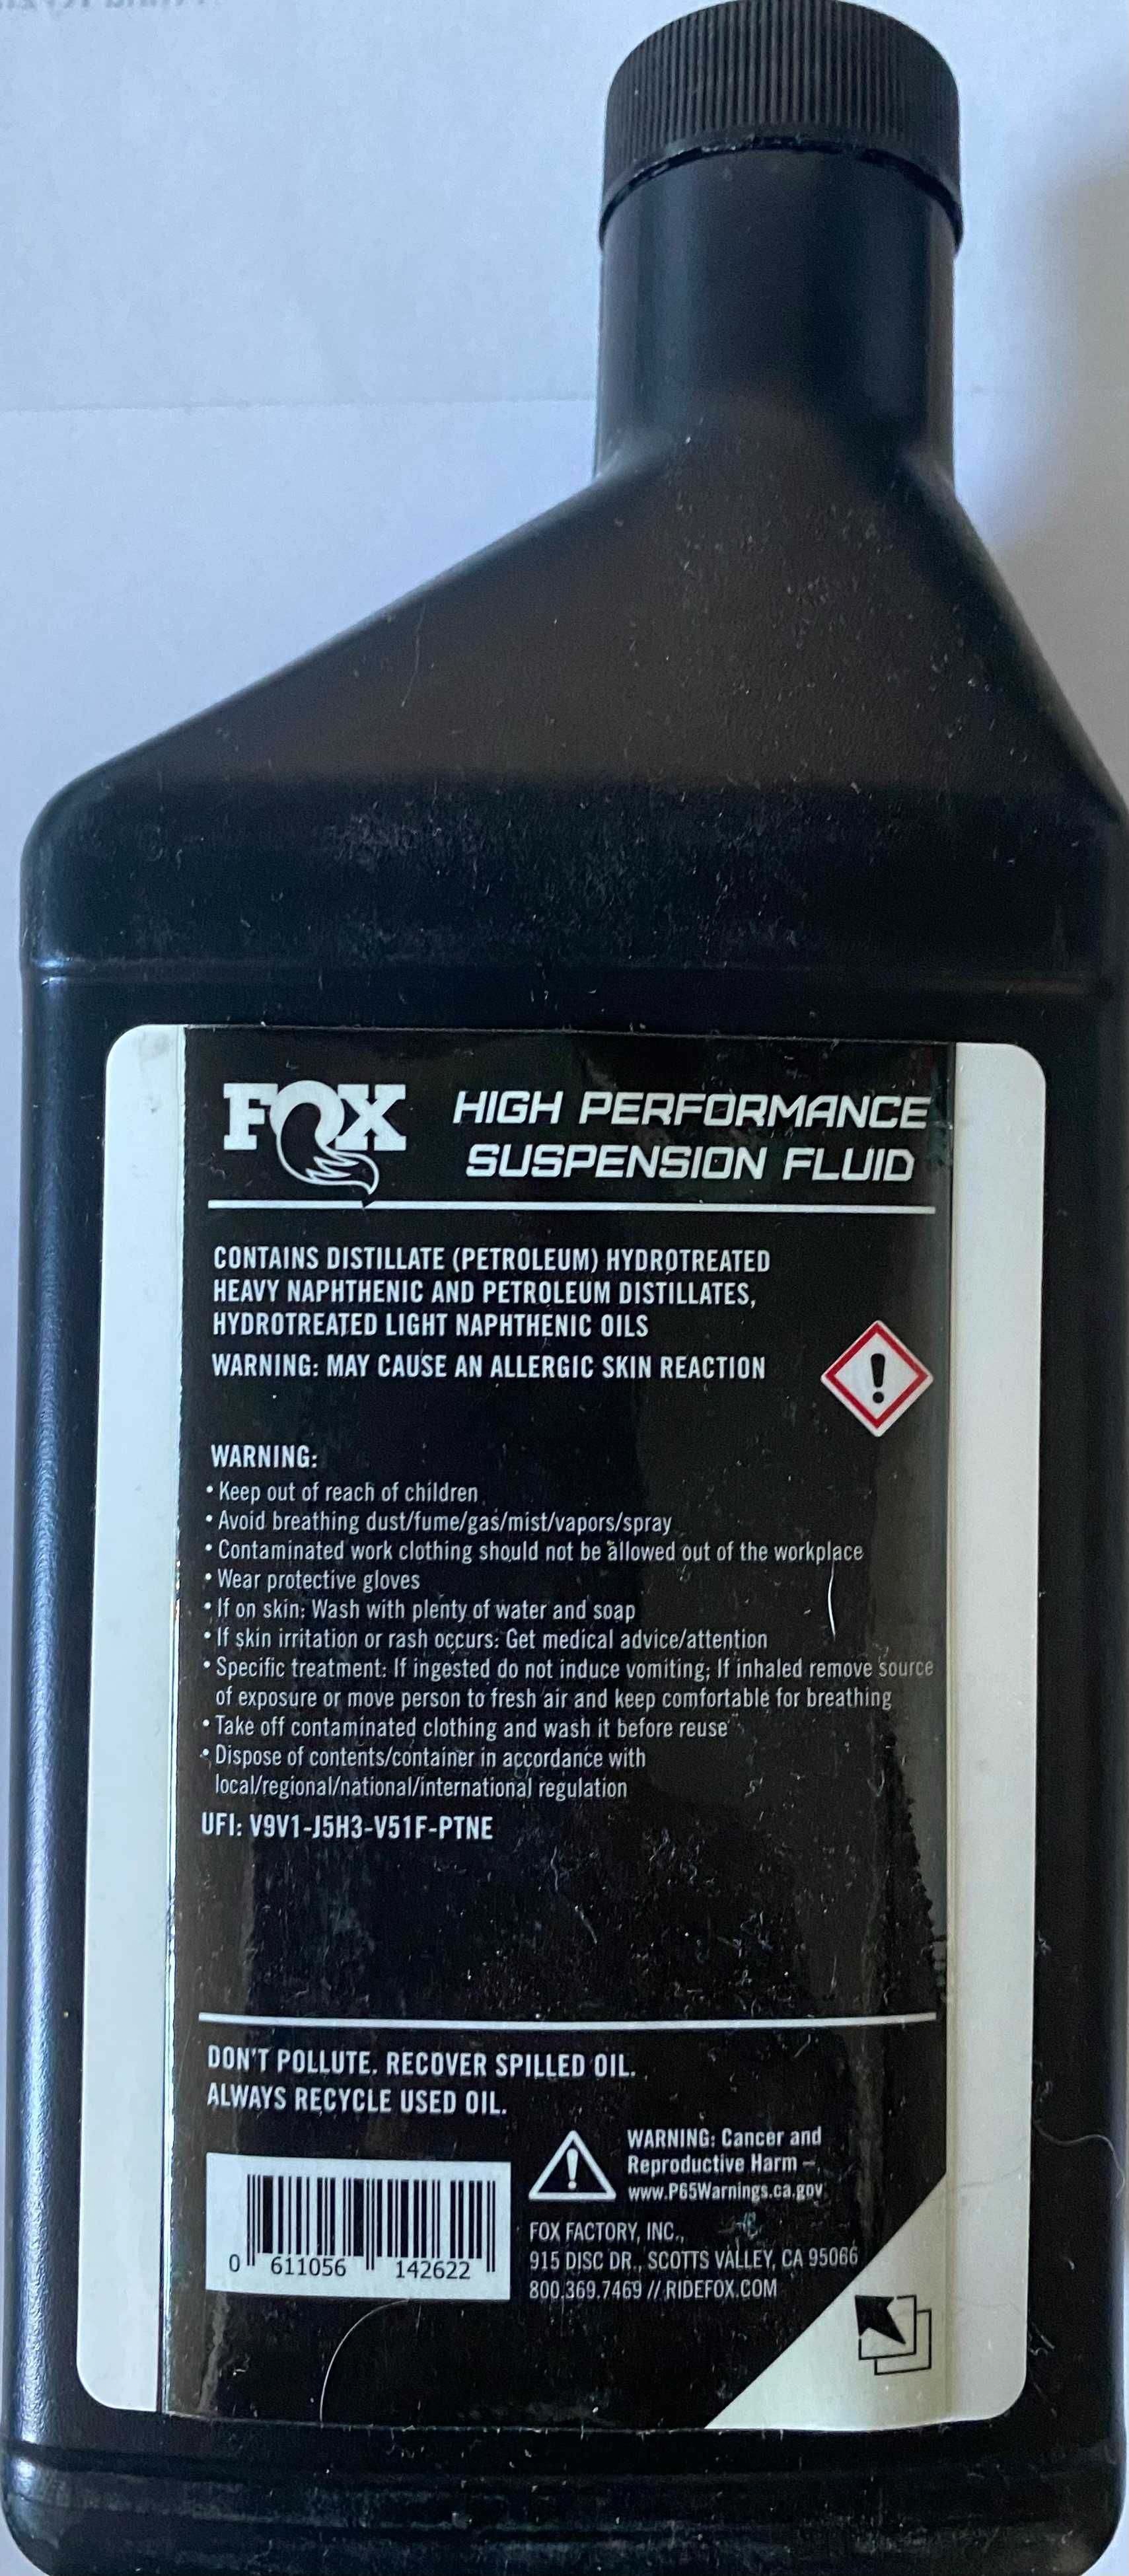 FOX
HIGH PERFORMANCE
SUSPENSION FLUID
CONTAINS DISTILLATE (PETROLEUM) HYDROTREATED
HEAVY NAPHTHENIC AND PETROLEUM DISTILLATES,
HYDROTREATED LIGHT NAPHTHENIC OILS
WARNING: MAY CAUSE AN ALLERGIC SKIN REACTION
WARNING:
• Keep out of reach of children
• Avoid breathing dust/fume/gas/mist/vapors/spray
• Contaminated work clothing should not be allowed out of the workplace
• Wear protective gloves
• If on skin: Wash with plenty of water and soap
• If skin irritation or rash occurs: Get medical advice/attention
• Specific treatment: If ingested do not induce vomiting; If inhaled remove source
of exposure or move person to fresh air and keep comfortable for breathing
• Take off contaminated clothing and wash it before reuse
• Dispose of contents/container in accordance with
local/regional/national/international regulation
UFI: V9V1-J5H3-V51F-PTNE
DON'T POLLUTE. RECOVER SPILLED OIL.
ALWAYS RECYCLE USED OIL.
WARNING: Cancer and
Reproductive Harm –
www.P65Warnings.ca.gov
FOX FACTORY, INC.,
915 DISC DR., SCOTTS VALLEY, CA 95066
800.369.7469 // RIDEFOX.COM
0 611056 142622